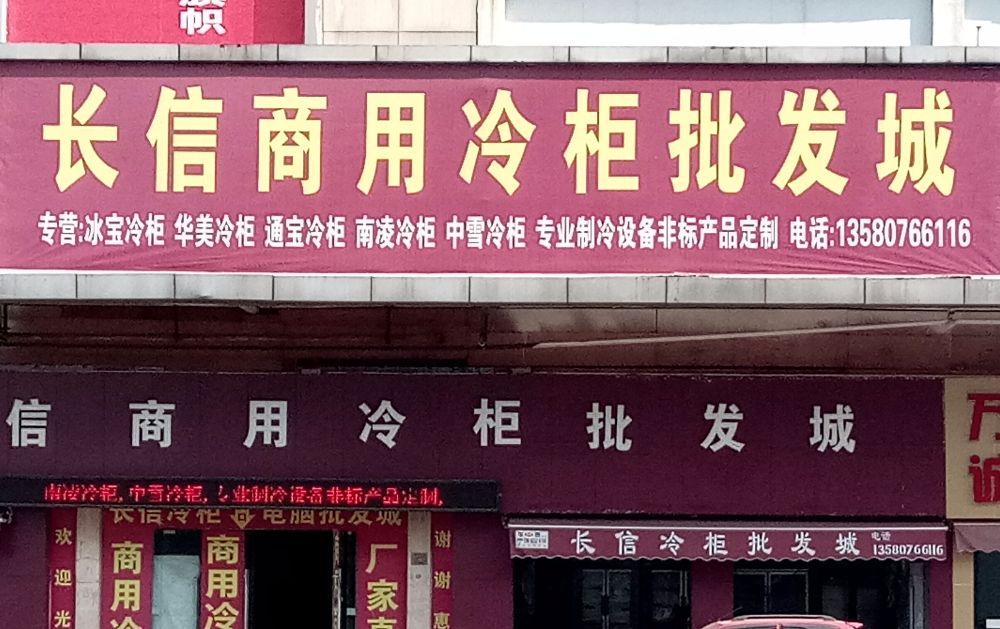 帜
长信商用冷柜批发城
专营:冰宝冷柜 华美冷柜 通宝冷柜 南凌冷柜 中雪冷柜 专业制冷设备非标产品定制 电话:13580766116
信商用冷柜批发城
南凌冷柜,中雪冷柜,专业制冷设备非标产品定制,
长信冷柜 电脑批发城
长信冷柜批发城 电话 13580766116
欢迎光
商用冷
商用冷
厂家直
谢谢惠
万
诚